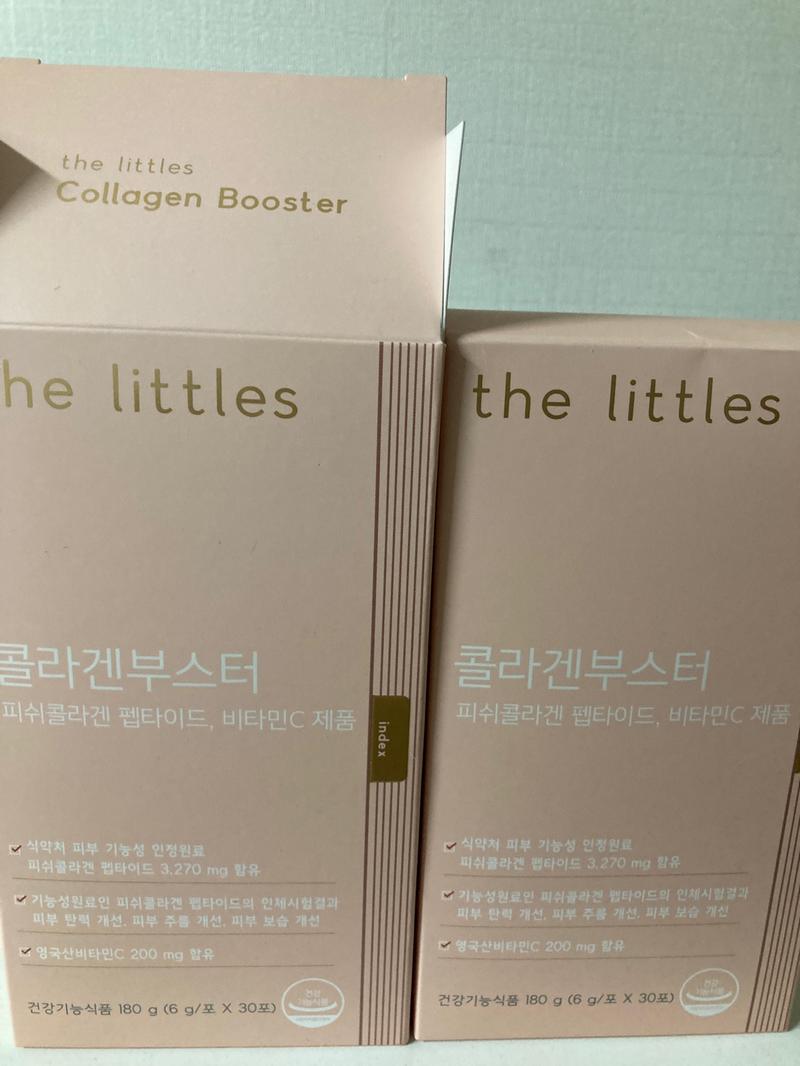 the littles
Collagen Booster
he littles
콜라겐부스터
피쉬콜라겐 펩타이드, 비타민C 제품
index
식약처 피부 기능성 인정원료
피쉬콜라겐 펩타이드 3,270 mg 함유
기능성원료인 피쉬콜라겐 펩타이드의 인체시험결과
피부 탄력 개선, 피부 주름 개선, 피부 보습 개선
영국산비타민C 200 mg 함유
건강기능식품 180 g (6 g/포 X 30포)
건강
기능식품
the littles
콜라겐부스터
피쉬콜라겐 펩타이드, 비타민C 제품
식약처 피부 기능성 인정원료
피쉬콜라겐 펩타이드 3,270 mg 함유
기능성원료인 피쉬콜라겐 펩타이드의 인체시험결과
피부 탄력 개선, 피부 주름 개선, 피부 보습 개선
영국산비타민C 200 mg 함유
건강기능식품 180 g (6 g/포 X 30포)
건강
기능식품